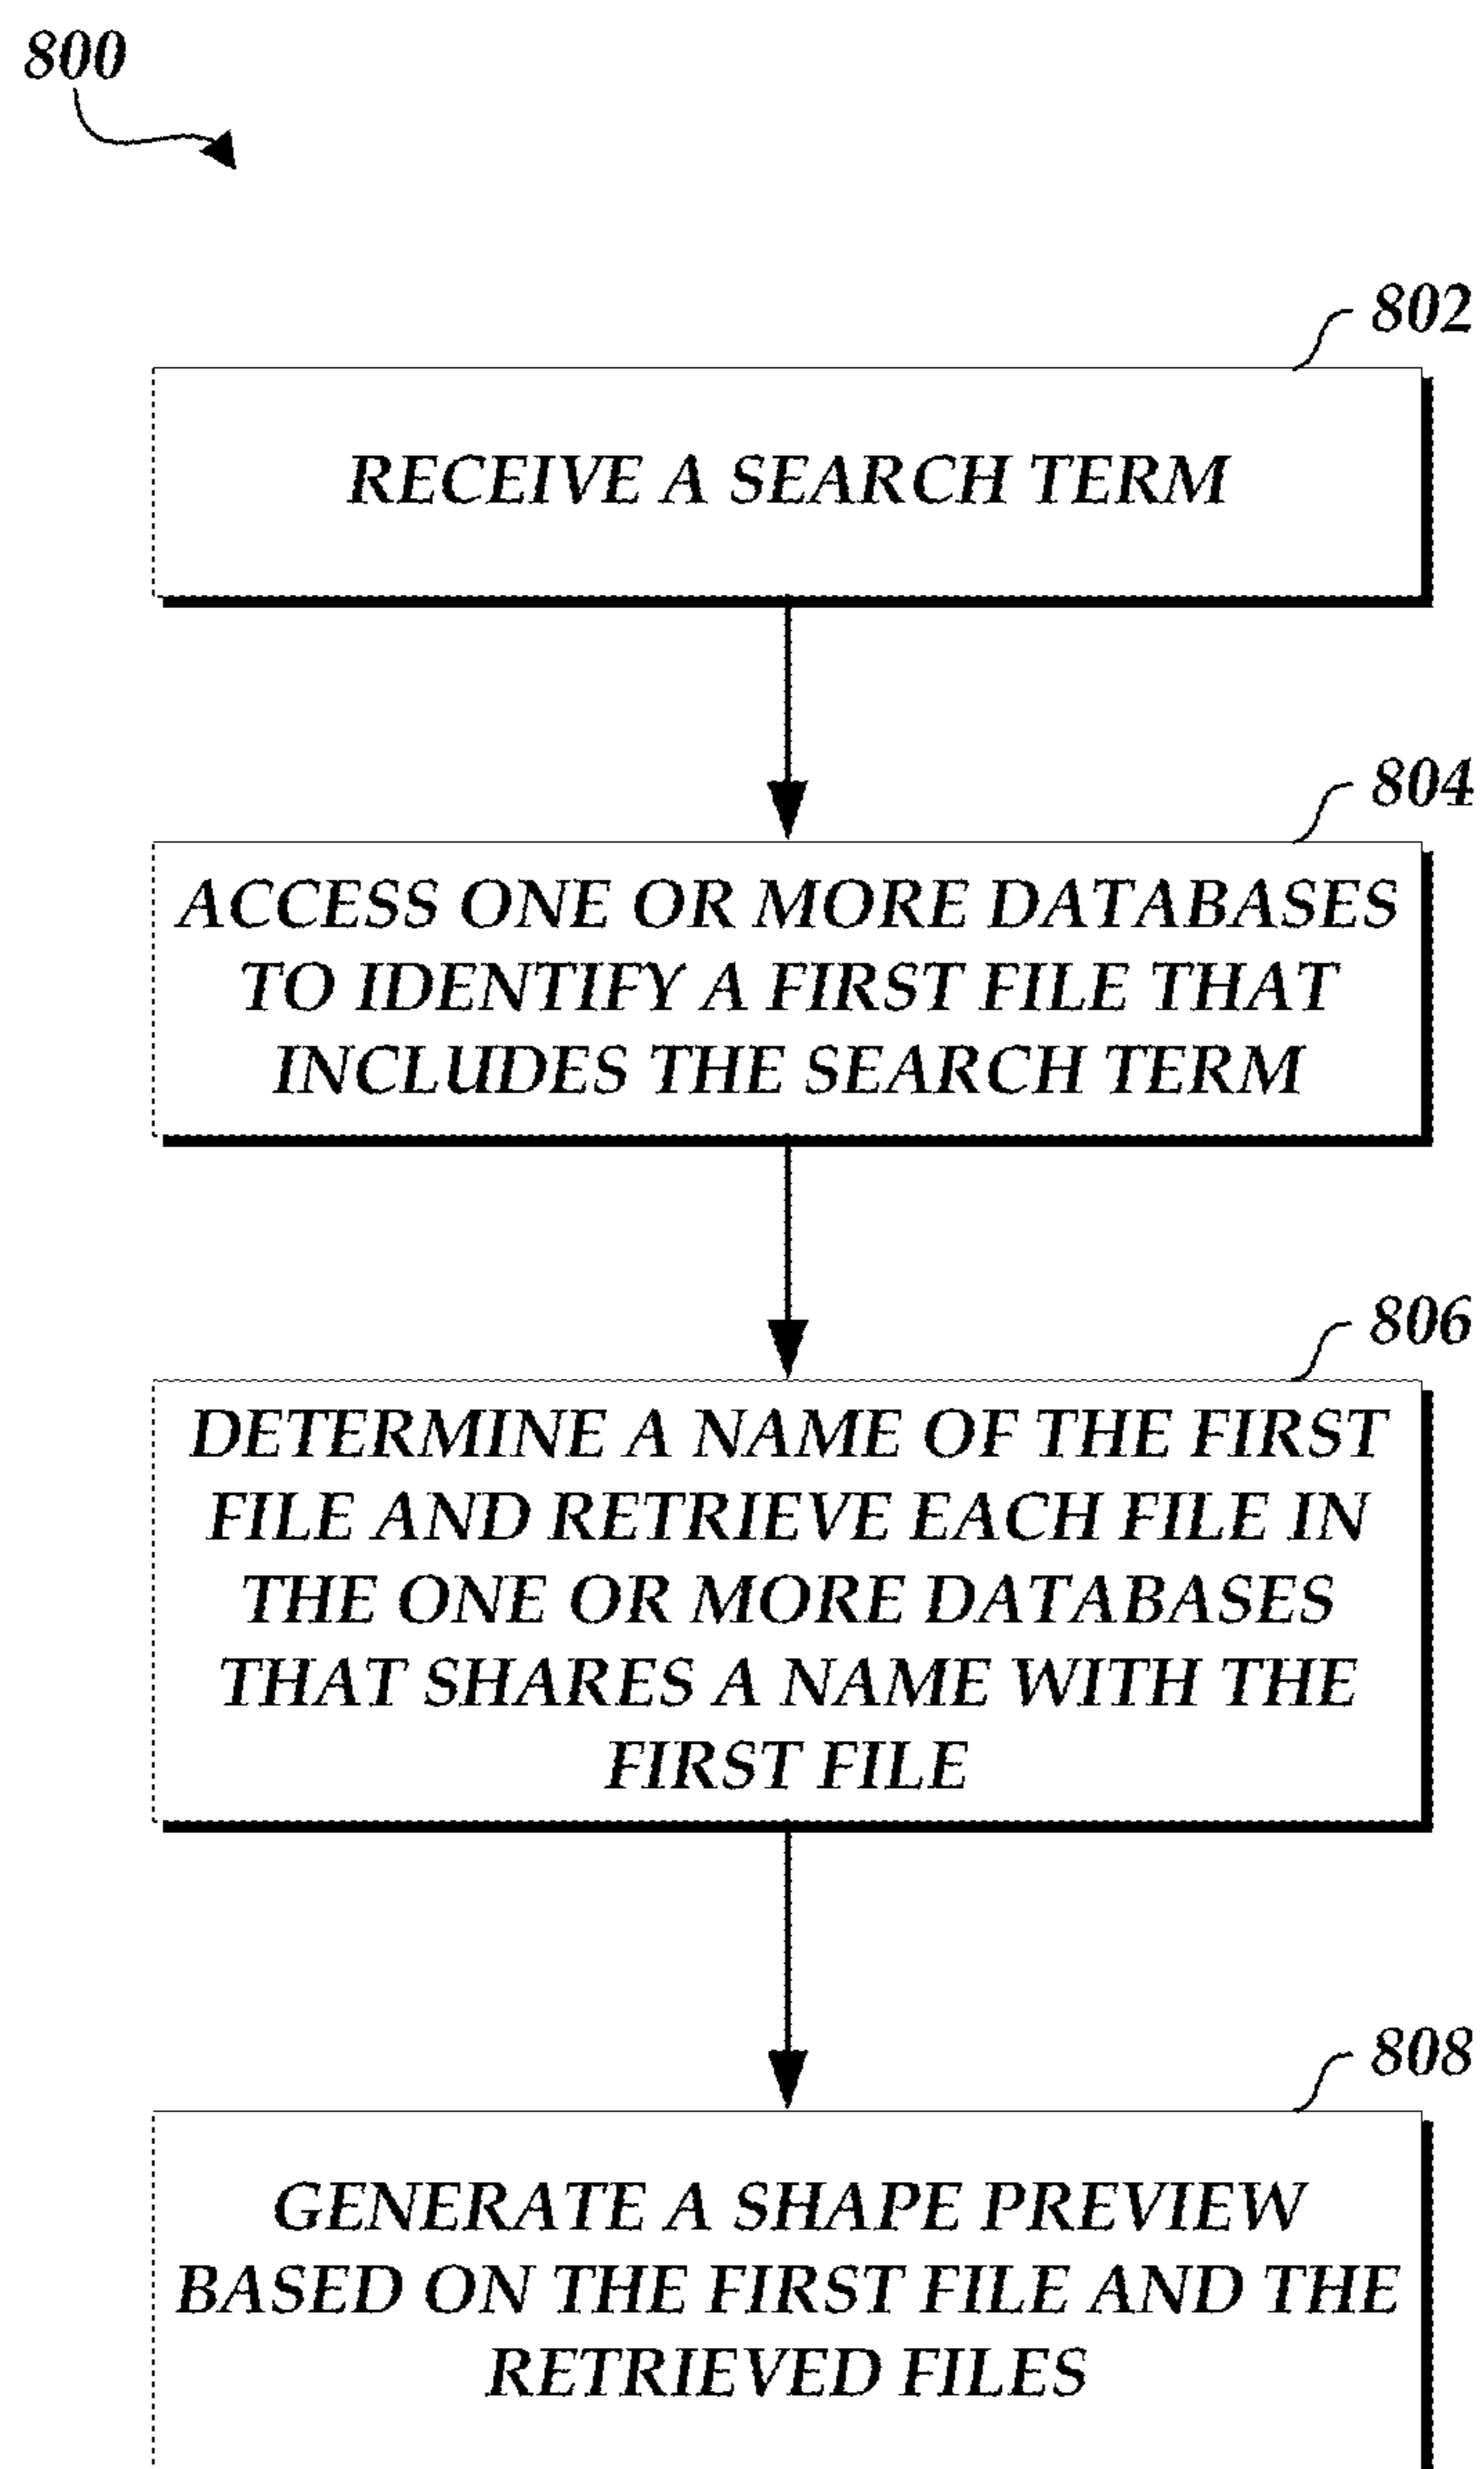 800
802
RECEIVE A SEARCH TERM
804
ACCESS ONE OR MORE DATABASES
TO IDENTIFY A FIRST FILE THAT
INCLUDES THE SEARCH TERM
806
DETERMINE A NAME OF THE FIRST
FILE AND RETRIEVE EACH FILE IN
THE ONE OR MORE DATABASES
THAT SHARES A NAME WITH THE
FIRST FILE
808
GENERATE A SHAPE PREVIEW
BASED ON THE FIRST FILE AND THE
RETRIEVED FILES